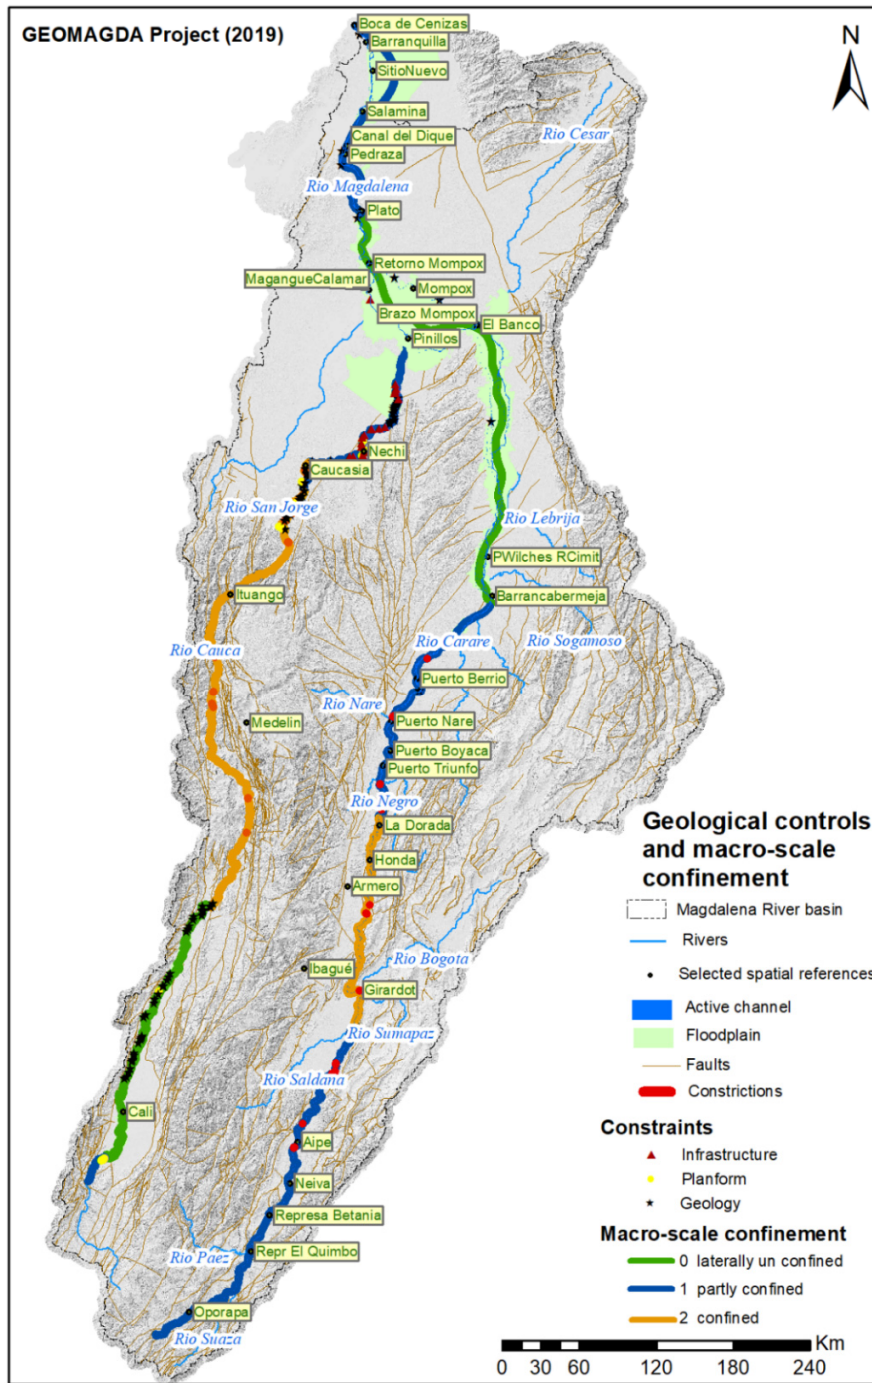 GEOMAGDA Project (2019)
N
Boca de Cenizas
Barranquilla
SitioNuevo
Salamina
Rio Cesar
Canal del Dique
Pedraza
Rio Magdalena
Plato
Retorno Mompox
MagangueCalamar
Mompox
Brazo Mompox
El Banco
Pinillos
Nechi
Caucasia
Rio San Jorge
Rio Lebrija
PWilches RCimit
Ituango
Barrancabermeja
Rio Cauca
Rio Carare
Rio Sogamoso
Puerto Berrio
Rio Nare
Medelin
Puerto Nare
Puerto Boyaca
Puerto Triunfo
Rio Negro
La Dorada
Honda
Armero
Ibagué
Rio Bogota
Girardot
Rio Sumapaz
Rio Saldana
Cali
Aipe
Neiva
Represa Betania
Rio Paez
Repr El Quimbo
Oporapa
Rio Suaza
Geological controls
and macro-scale
confinement
Magdalena River basin
Rivers
Selected spatial references
Active channel
Floodplain
Faults
Constrictions
Constraints
Infrastructure
Planform
Geology
Macro-scale confinement
0 laterally un confined
1 partly confined
2 confined
Km
0 30 60 120 180 240